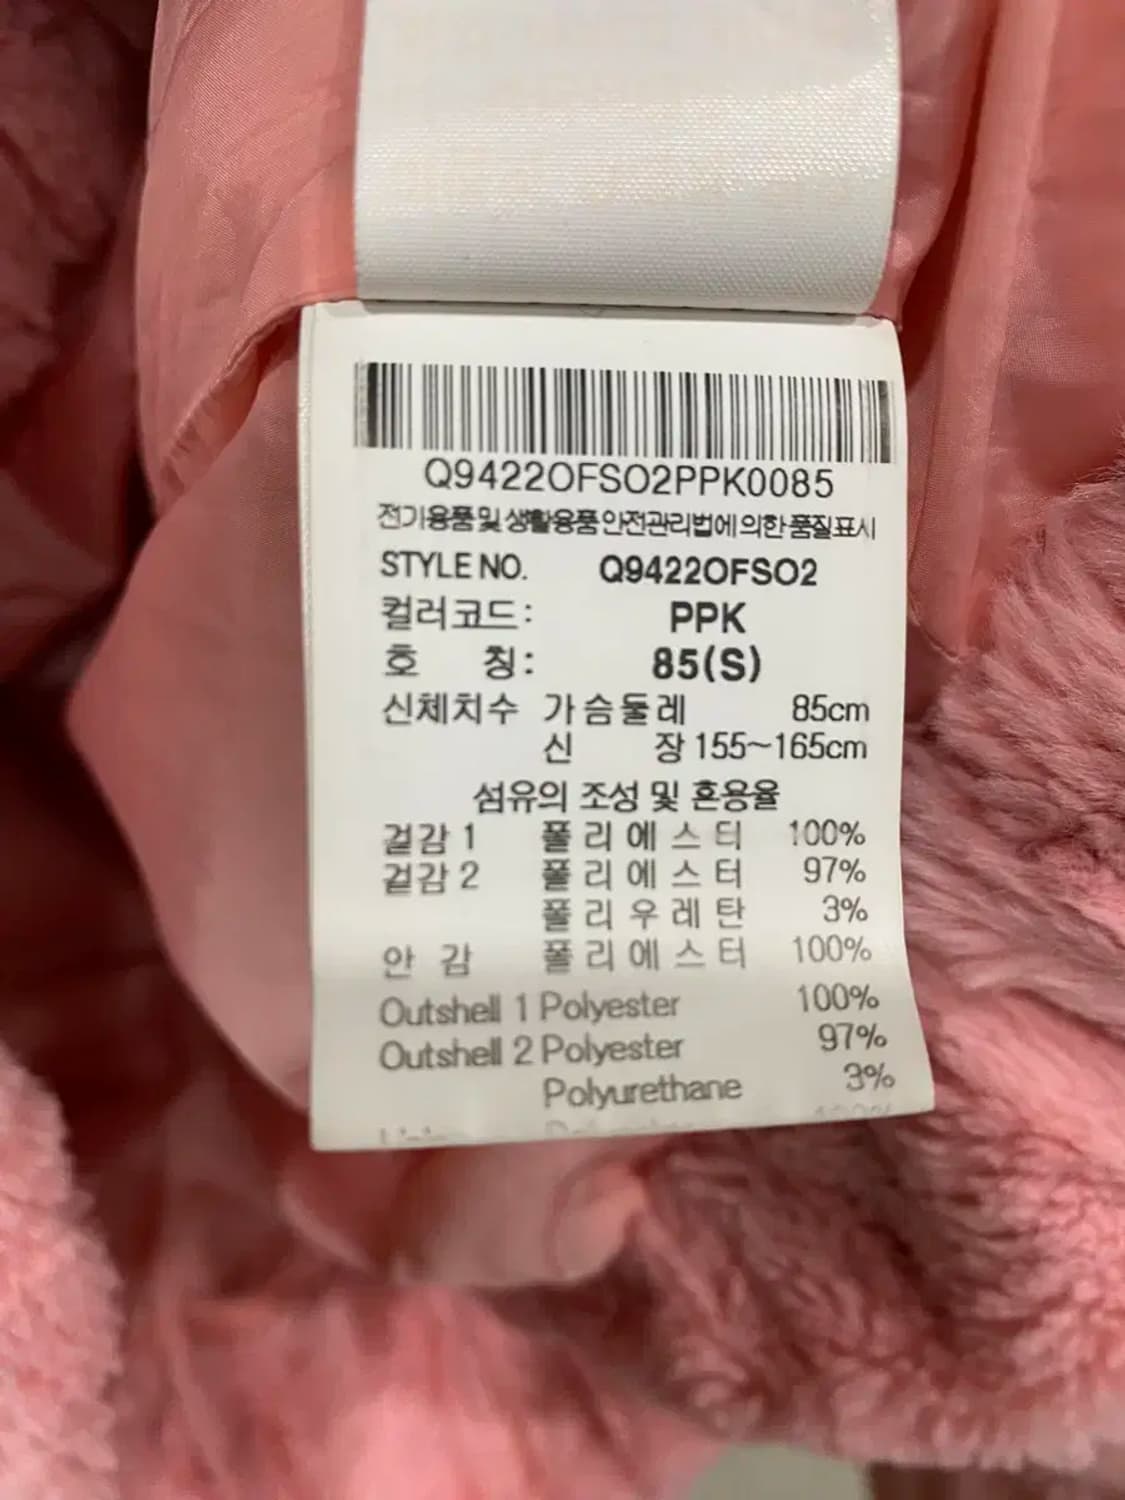 Q9422OFSO2PPK0085
전기용품및 생활용품 안전관리법에 의한 품질표시
STYLE NO. Q9422OFSO2
컬러코드: PPK
호 칭: 85(S)
신체치수 가슴둘레 85cm
신 장 155~165cm
섬유의 조성 및 혼용율
겉감 1 폴리에스터 100%
겉감 2 폴리에스터 97%
폴리우레탄 3%
안 감 폴리에스터 100%
Outshell 1 Polyester 100%
Outshell 2 Polyester 97%
Polyurethane 3%